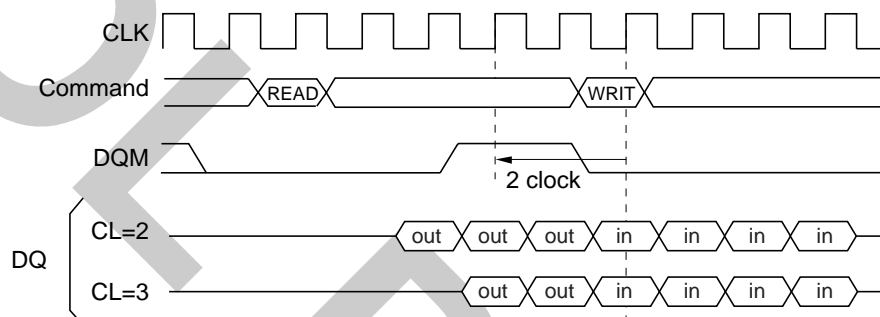 CLK
Command READ WRIT
DQM
2 clock
CL=2 out out out in in in in
DQ
CL=3 out out in in in in